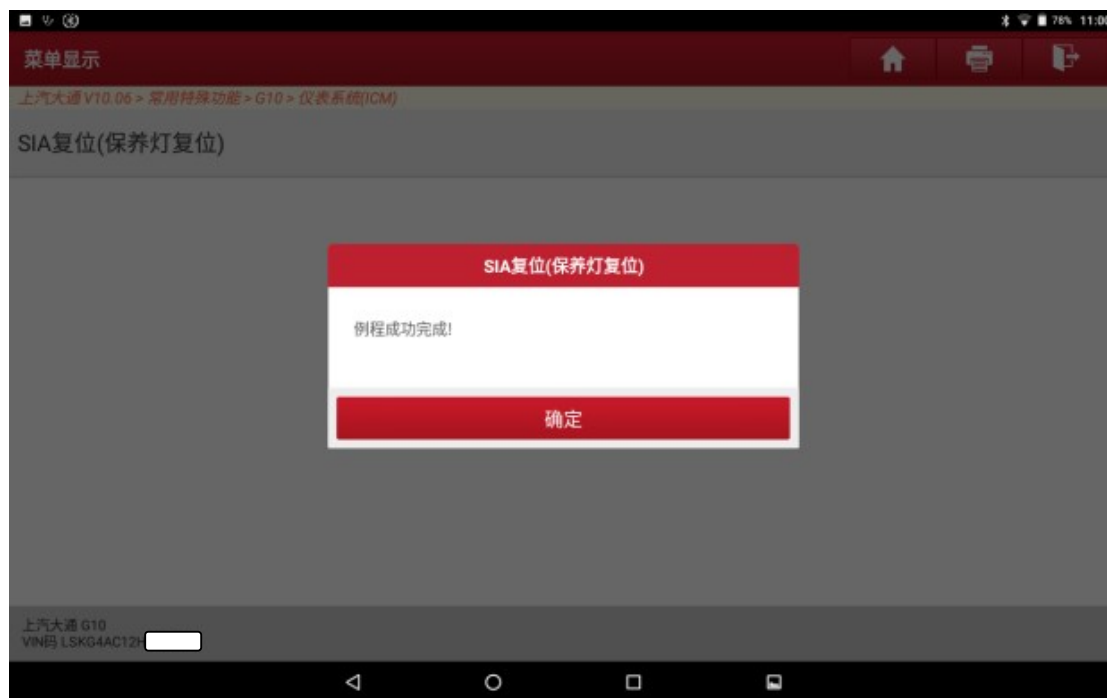 78% 11:00
菜单显示
上汽大通 V10.06 > 常用特殊功能 > G10 > 仪表系统(ICM)
SIA复位(保养灯复位)
SIA复位(保养灯复位)
例程成功完成!
确定
上汽大通 G10
VIN码 LSKG4AC12H